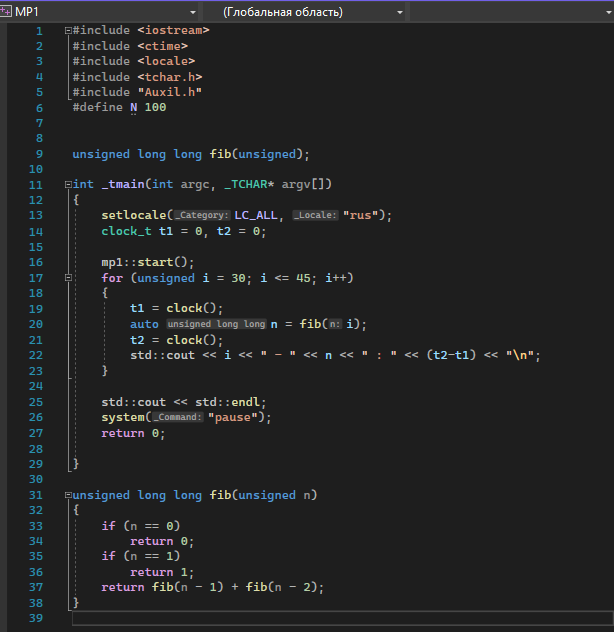 MP1 (Глобальная область)
1 #include <iostream>
2 #include <ctime>
3 #include <locale>
4 #include <tchar.h>
5 #include "Auxil.h"
6 #define N 100
7
8
9 unsigned long long fib(unsigned);
10
11 int _tmain(int argc, _TCHAR* argv[])
12 {
13 setlocale(_Category: LC_ALL, _Locale: "rus");
14 clock_t t1 = 0, t2 = 0;
15
16 mp1::start();
17 for (unsigned i = 30; i <= 45; i++)
18 {
19 t1 = clock();
20 auto unsigned long long n = fib(n: i);
21 t2 = clock();
22 std::cout << i << " - " << n << " : " << (t2-t1) << "\n";
23 }
24
25 std::cout << std::endl;
26 system(_Command: "pause");
27 return 0;
28
29 }
30
31 unsigned long long fib(unsigned n)
32 {
33 if (n == 0)
34 return 0;
35 if (n == 1)
36 return 1;
37 return fib(n - 1) + fib(n - 2);
38 }
39